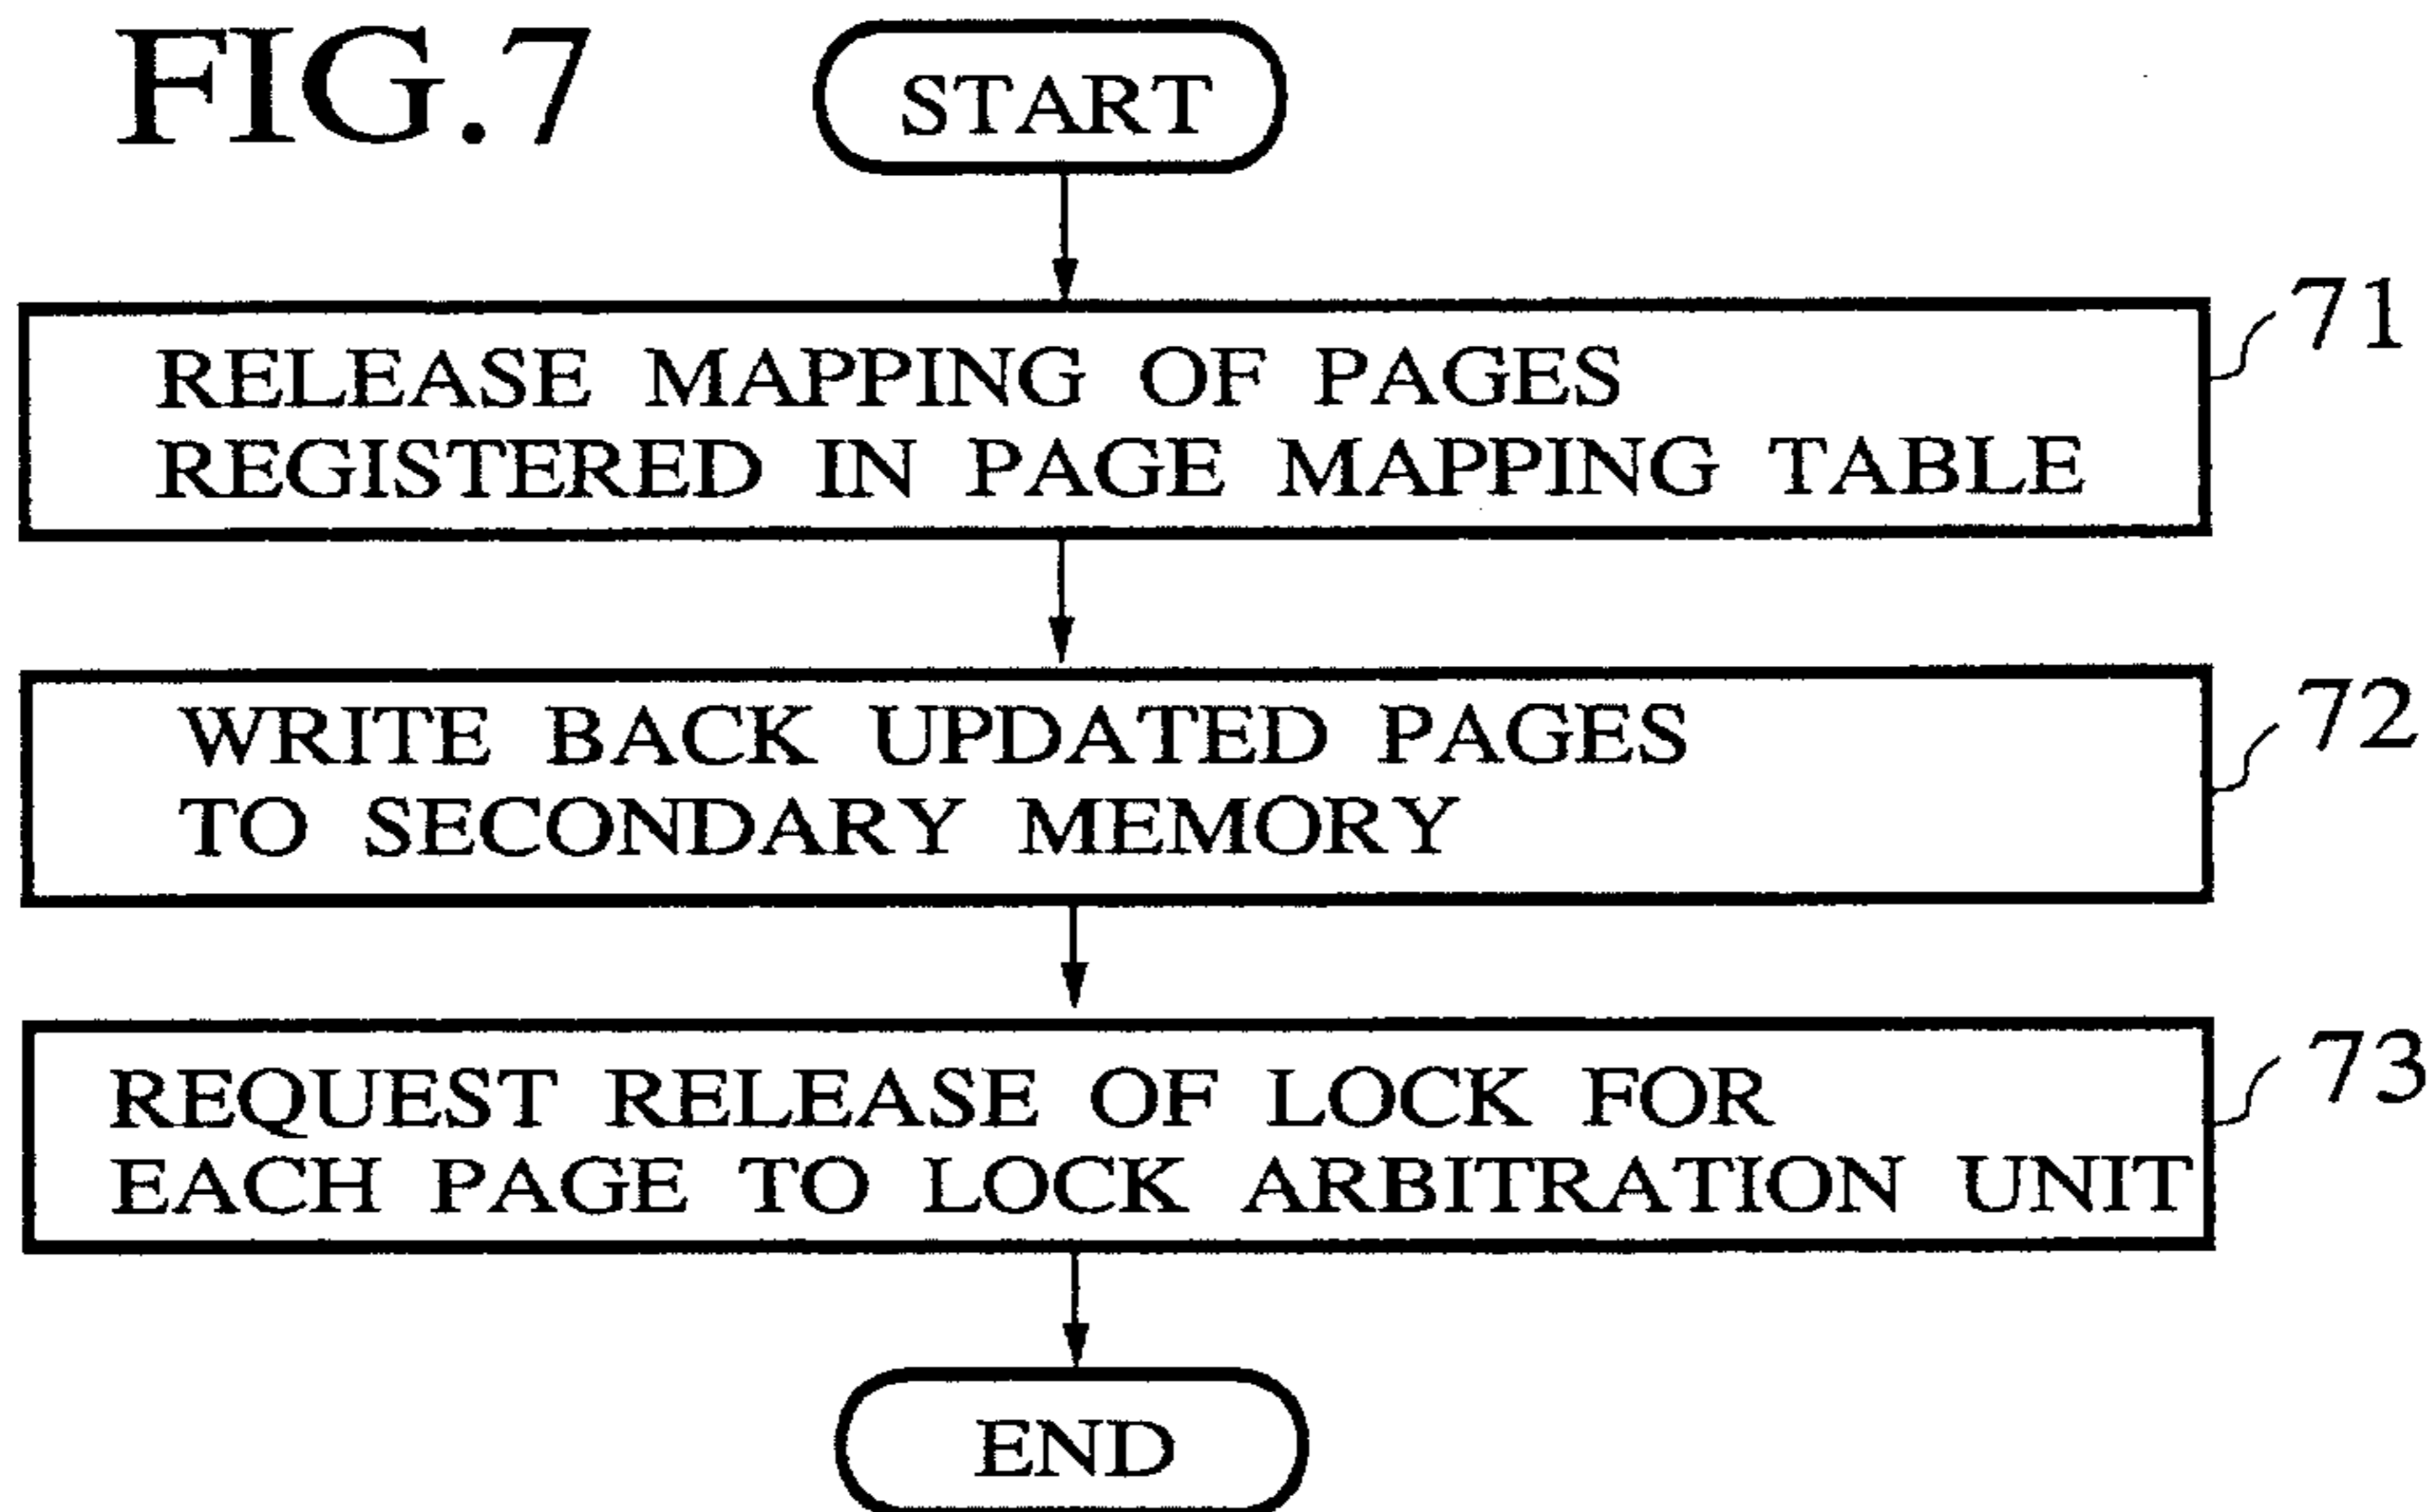 FIG.7
START
RELEASE MAPPING OF PAGES
REGISTERED IN PAGE MAPPING TABLE
71
WRITE BACK UPDATED PAGES
TO SECONDARY MEMORY
72
REQUEST RELEASE OF LOCK FOR
EACH PAGE TO LOCK ARBITRATION UNIT
73
END